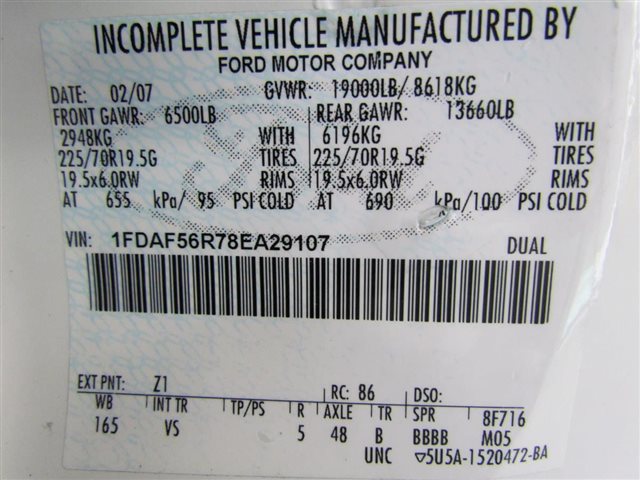 INCOMPLETE VEHICLE MANUFACTURED BY
FORD MOTOR COMPANY
DATE: 02/07 GVWR: 19000LB/ 8618KG
FRONT GAWR: 6500LB REAR GAWR: 13660LB
2948KG WITH 6196KG WITH
225/70R19.5G TIRES 225/70R19.5G TIRES
19.5x6.0RW RIMS 19.5x6.0RW RIMS
AT 655 kPa/ 95 PSI COLD AT 690 kPa/100 PSI COLD
VIN: 1FDAF56R78EA29107 DUAL
EXT PNT: Z1 RC: 86 DSO:
WB INT TR TP/PS R AXLE TR SPR 8F716
165 VS 5 48 B BBBB M05
UNC ▽5U5A-1520472-BA